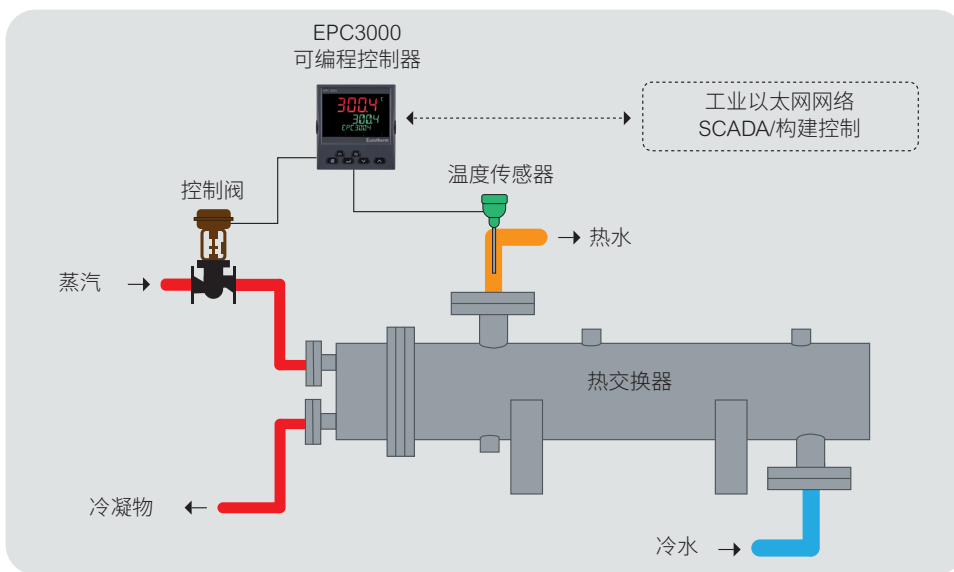 EPC3000
可编程控制器
300.4
300.4
EPC3004
工业以太网网络
SCADA/构建控制
控制阀
温度传感器
热水
蒸汽
热交换器
冷凝物
冷水